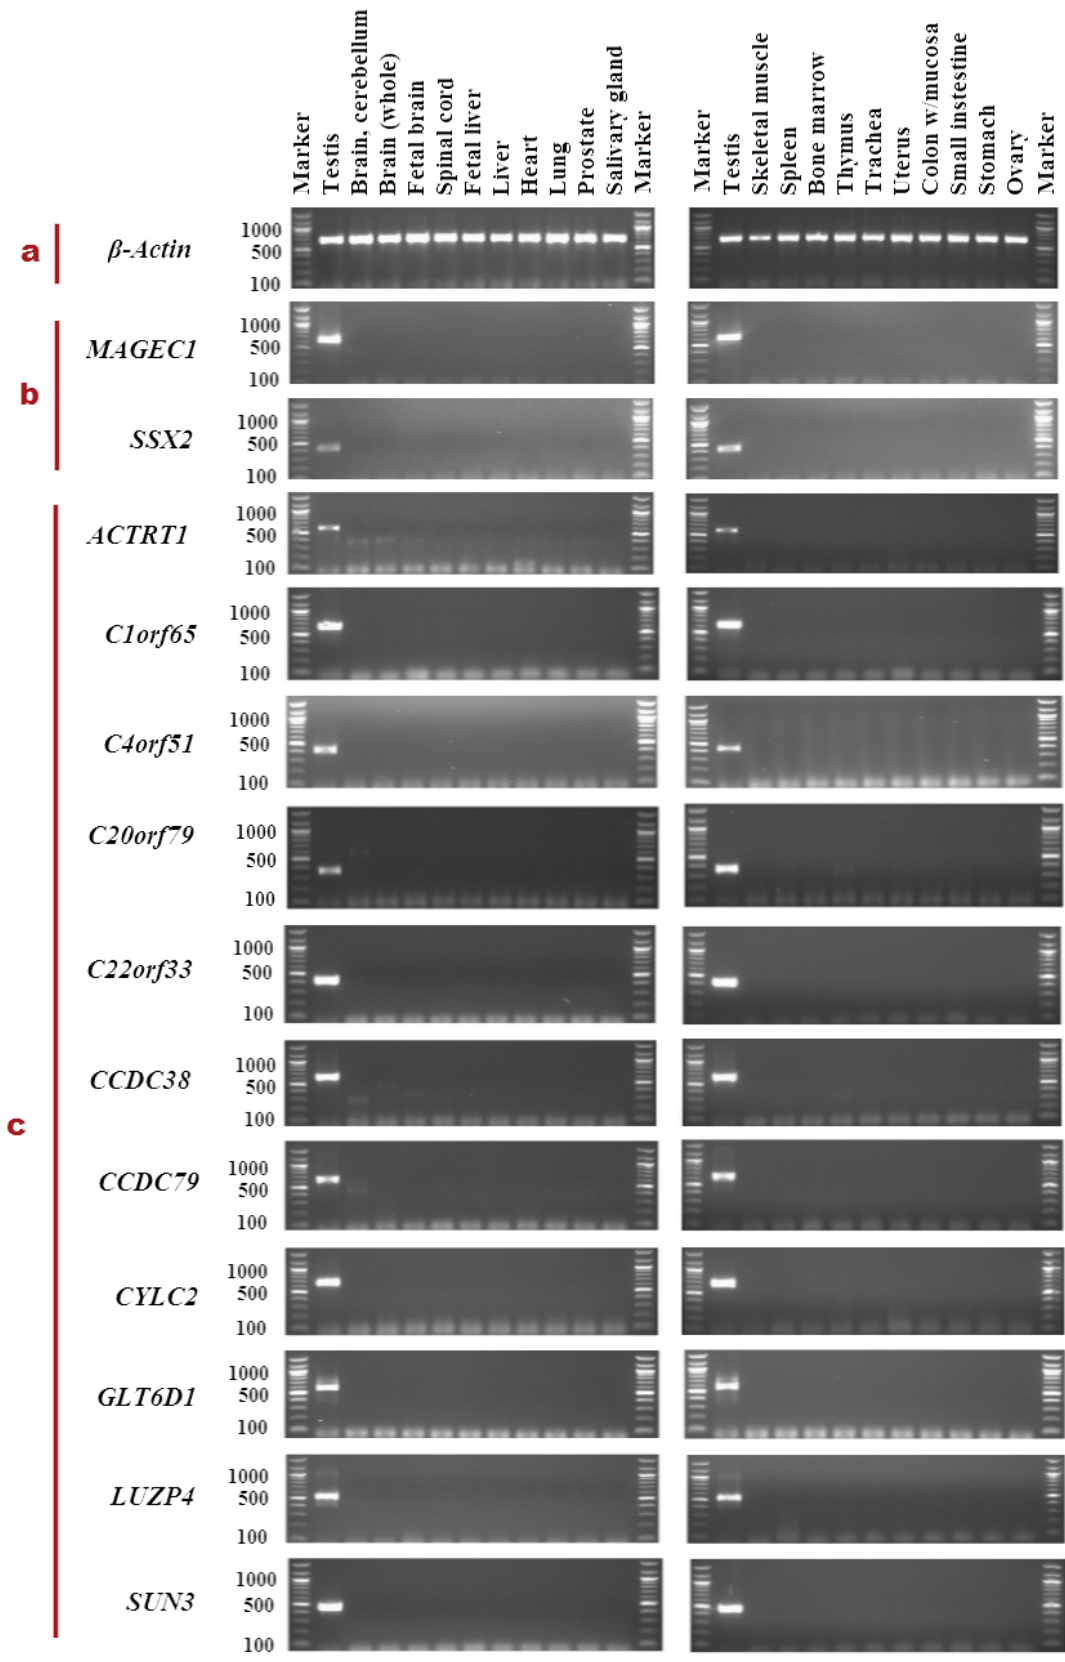 Marker
Testis
Brain, cerebellum
Brain (whole)
Fetal brain
Spinal cord
Fetal liver
Liver
Heart
Lung
Prostate
Salivary gland
Marker
Marker
Testis
Skeletal muscle
Spleen
Bone marrow
Thymus
Trachea
Uterus
Colon w/mucosa
Small instestine
Stomach
Ovary
Marker
a
β-Actin
1000
500
100
b
MAGEC1
1000
500
100
SSX2
1000
500
100
c
ACTRT1
1000
500
100
C1orf65
1000
500
100
C4orf51
1000
500
100
C20orf79
1000
500
100
C22orf33
1000
500
100
CCDC38
1000
500
100
CCDC79
1000
500
100
CYLC2
1000
500
100
GLT6D1
1000
500
100
LUZP4
1000
500
100
SUN3
1000
500
100